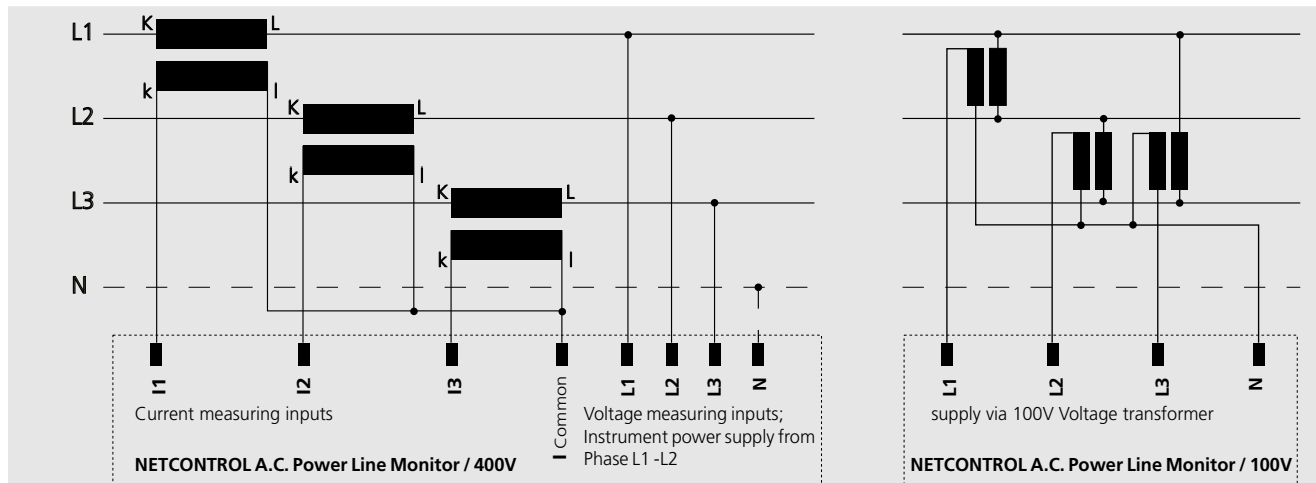 L1
K
L
k
l
L2
K
L
k
l
L3
K
L
k
l
N
I1
I2
I3
I Common
L1
L2
L3
N
Current measuring inputs
Voltage measuring inputs;
Instrument power supply from
Phase L1 -L2
NETCONTROL A.C. Power Line Monitor / 400V
L1
L2
L3
N
supply via 100V Voltage transformer
NETCONTROL A.C. Power Line Monitor / 100V